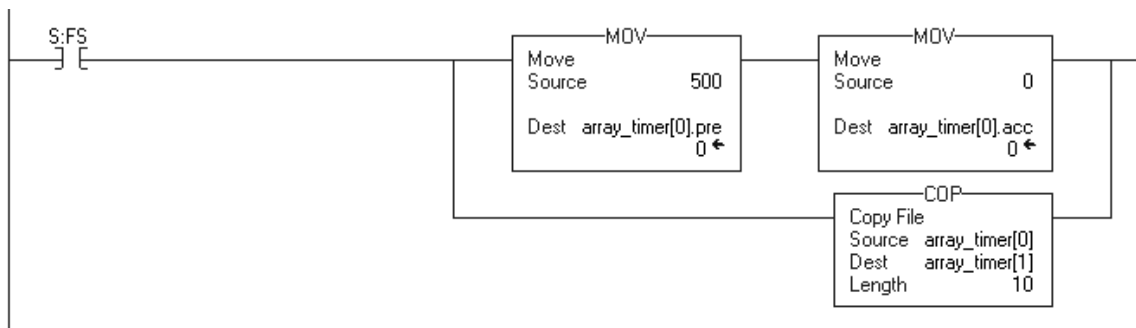 S:FS
MOV
Move
Source 500
Dest array_timer[0].pre
0
MOV
Move
Source 0
Dest array_timer[0].acc
0
COP
Copy File
Source array_timer[0]
Dest array_timer[1]
Length 10